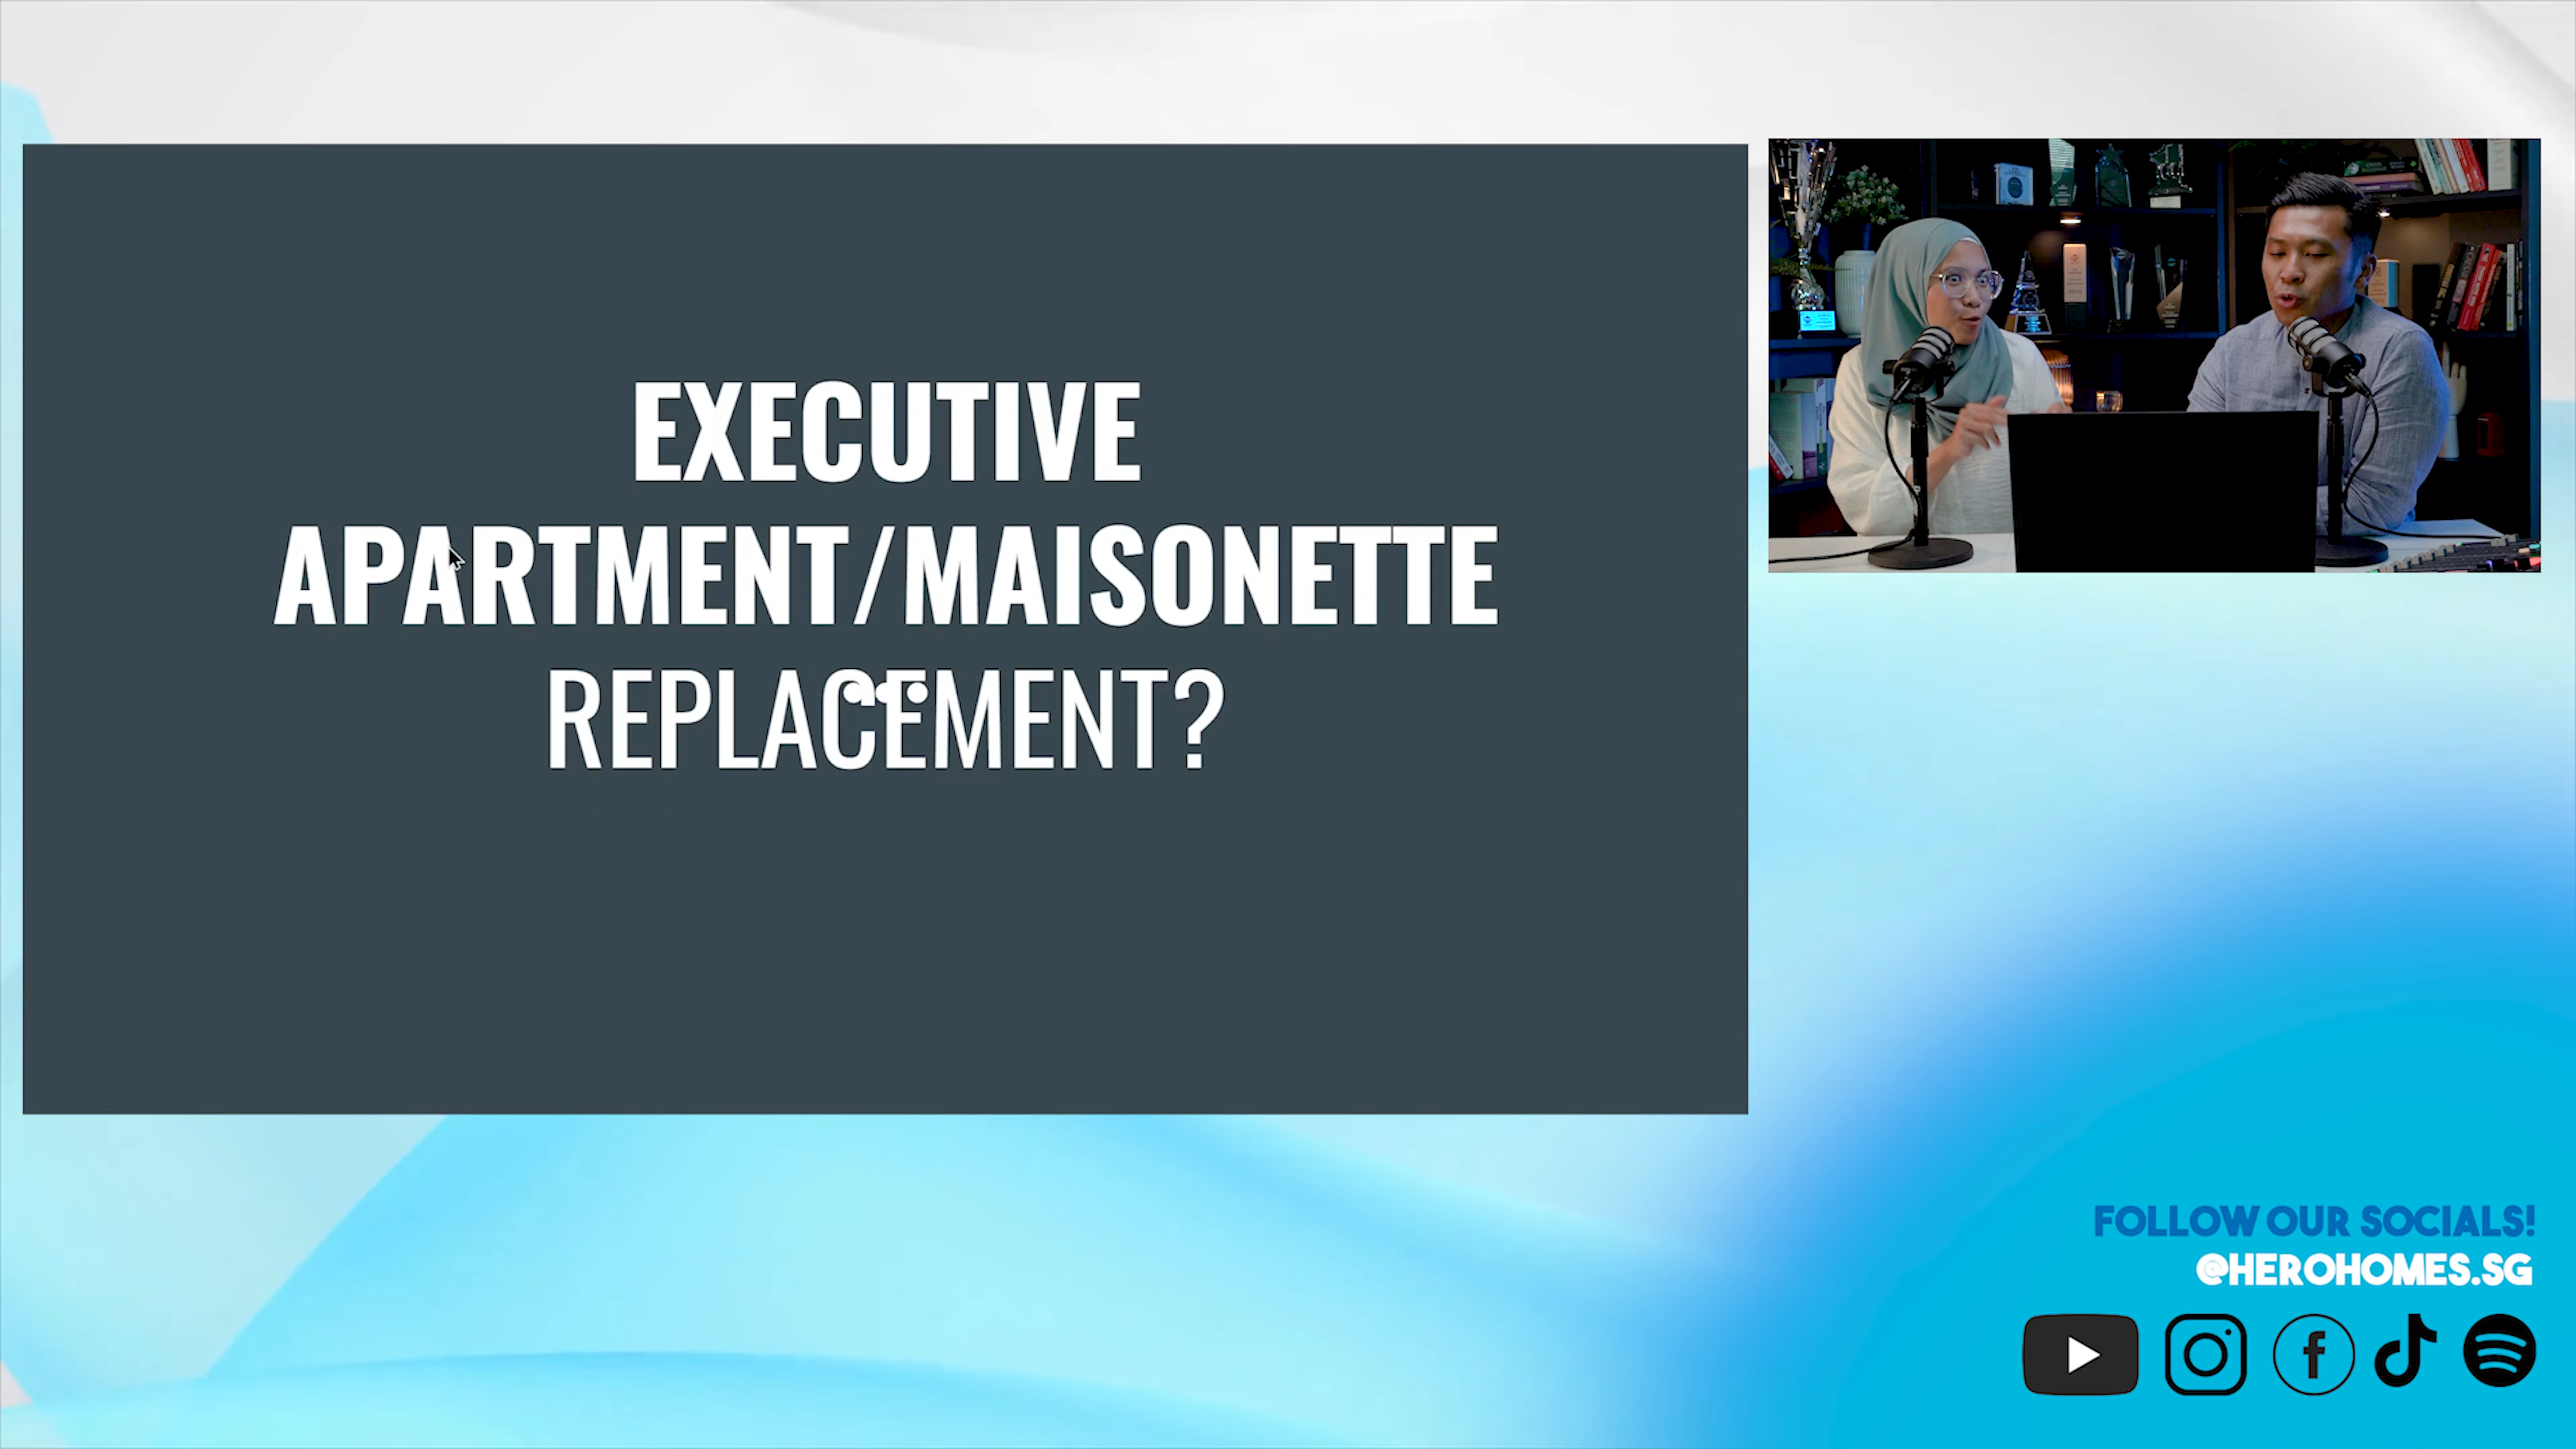 EXECUTIVE
APARTMENT/MAISONETTE
REPLACEMENT?
FOLLOW OUR SOCIALS!
@HEROHOMES.SG